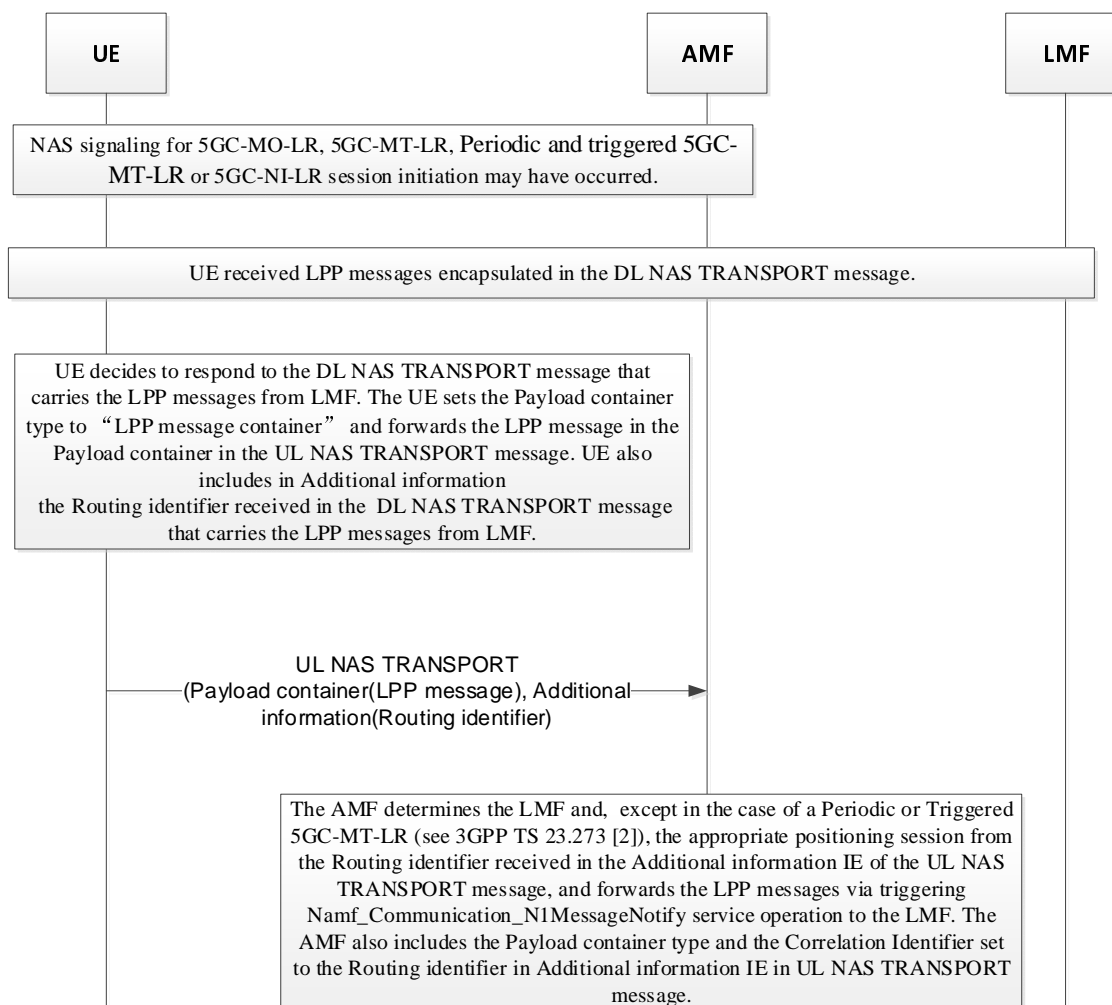 UE
AMF
LMF
NAS signaling for 5GC-MO-LR, 5GC-MT-LR, Periodic and triggered 5GC-
MT-LR or 5GC-NI-LR session initiation may have occurred.
UE received LPP messages encapsulated in the DL NAS TRANSPORT message.
UE decides to respond to the DL NAS TRANSPORT message that
carries the LPP messages from LMF. The UE sets the Payload container
type to “LPP message container” and forwards the LPP message in the
Payload container in the UL NAS TRANSPORT message. UE also
includes in Additional information
the Routing identifier received in the DL NAS TRANSPORT message
that carries the LPP messages from LMF.
UL NAS TRANSPORT
(Payload container(LPP message), Additional
information(Routing identifier)
The AMF determines the LMF and, except in the case of a Periodic or Triggered
5GC-MT-LR (see 3GPP TS 23.273 [2]), the appropriate positioning session from
the Routing identifier received in the Additional information IE of the UL NAS
TRANSPORT message, and forwards the LPP messages via triggering
Namf_Communication_N1MessageNotify service operation to the LMF. The
AMF also includes the Payload container type and the Correlation Identifier set
to the Routing identifier in Additional information IE in UL NAS TRANSPORT
message.